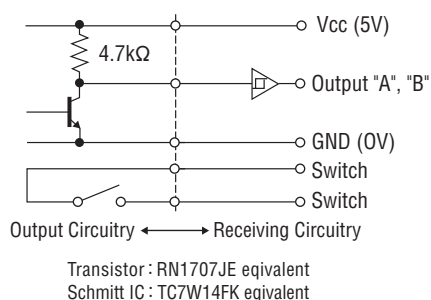 Vcc (5V)
4.7kΩ
Output "A", "B"
GND (0V)
Switch
Switch
Output Circuitry ⟷ Receiving Circuitry
Transistor : RN1707JE eqivalent
Schmitt IC : TC7W14FK eqivalent